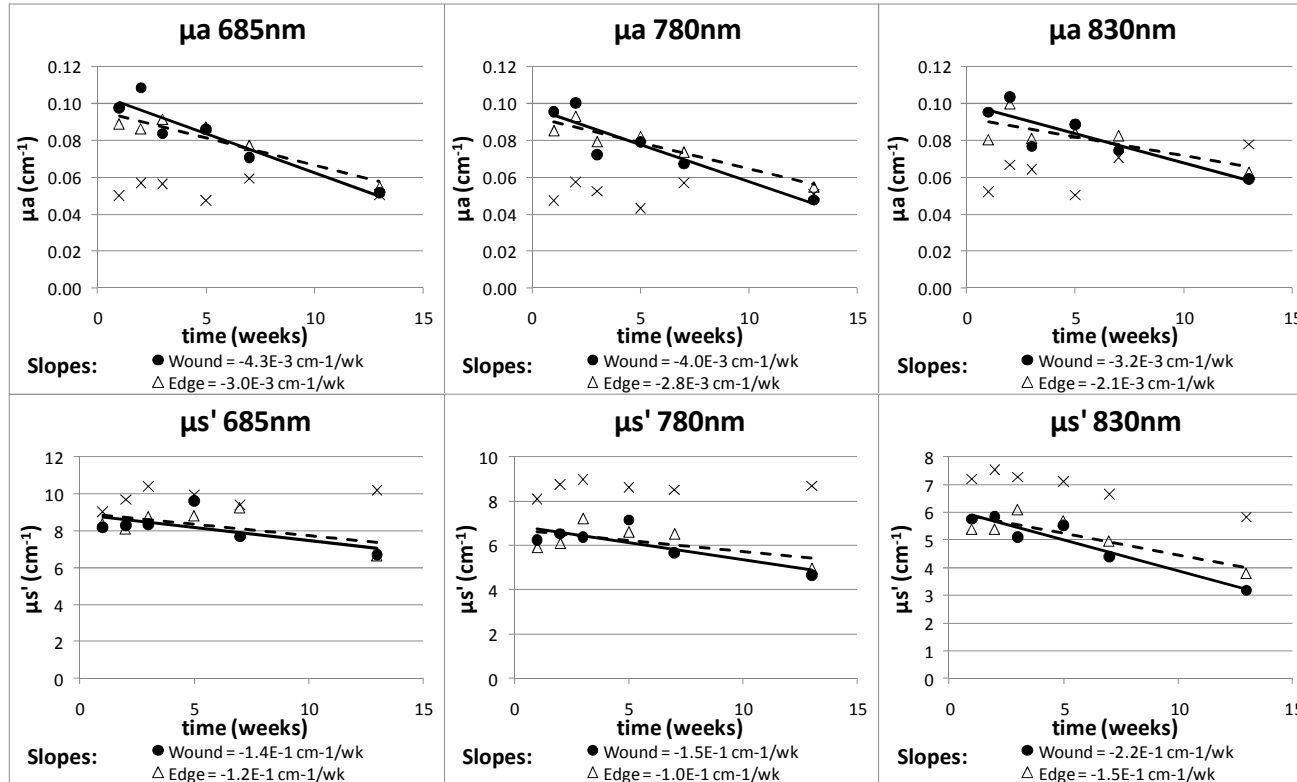 μa 685nm
μa (cm-1)
0.12
0.10
0.08
0.06
0.04
0.02
0.00
0 5 10 15
time (weeks)
Slopes:
● Wound = -4.3E-3 cm-1/wk
△ Edge = -3.0E-3 cm-1/wk
μa 780nm
μa (cm-1)
0.12
0.10
0.08
0.06
0.04
0.02
0.00
0 5 10 15
time (weeks)
Slopes:
● Wound = -4.0E-3 cm-1/wk
△ Edge = -2.8E-3 cm-1/wk
μa 830nm
μa (cm-1)
0.12
0.10
0.08
0.06
0.04
0.02
0.00
0 5 10 15
time (weeks)
Slopes:
● Wound = -3.2E-3 cm-1/wk
△ Edge = -2.1E-3 cm-1/wk
μs' 685nm
μs' (cm-1)
12
10
8
6
4
2
0
0 5 10 15
time (weeks)
Slopes:
● Wound = -1.4E-1 cm-1/wk
△ Edge = -1.2E-1 cm-1/wk
μs' 780nm
μs' (cm-1)
10
8
6
4
2
0
0 5 10 15
time (weeks)
Slopes:
● Wound = -1.5E-1 cm-1/wk
△ Edge = -1.0E-1 cm-1/wk
μs' 830nm
μs' (cm-1)
8
7
6
5
4
3
2
1
0
0 5 10 15
time (weeks)
Slopes:
● Wound = -2.2E-1 cm-1/wk
△ Edge = -1.5E-1 cm-1/wk